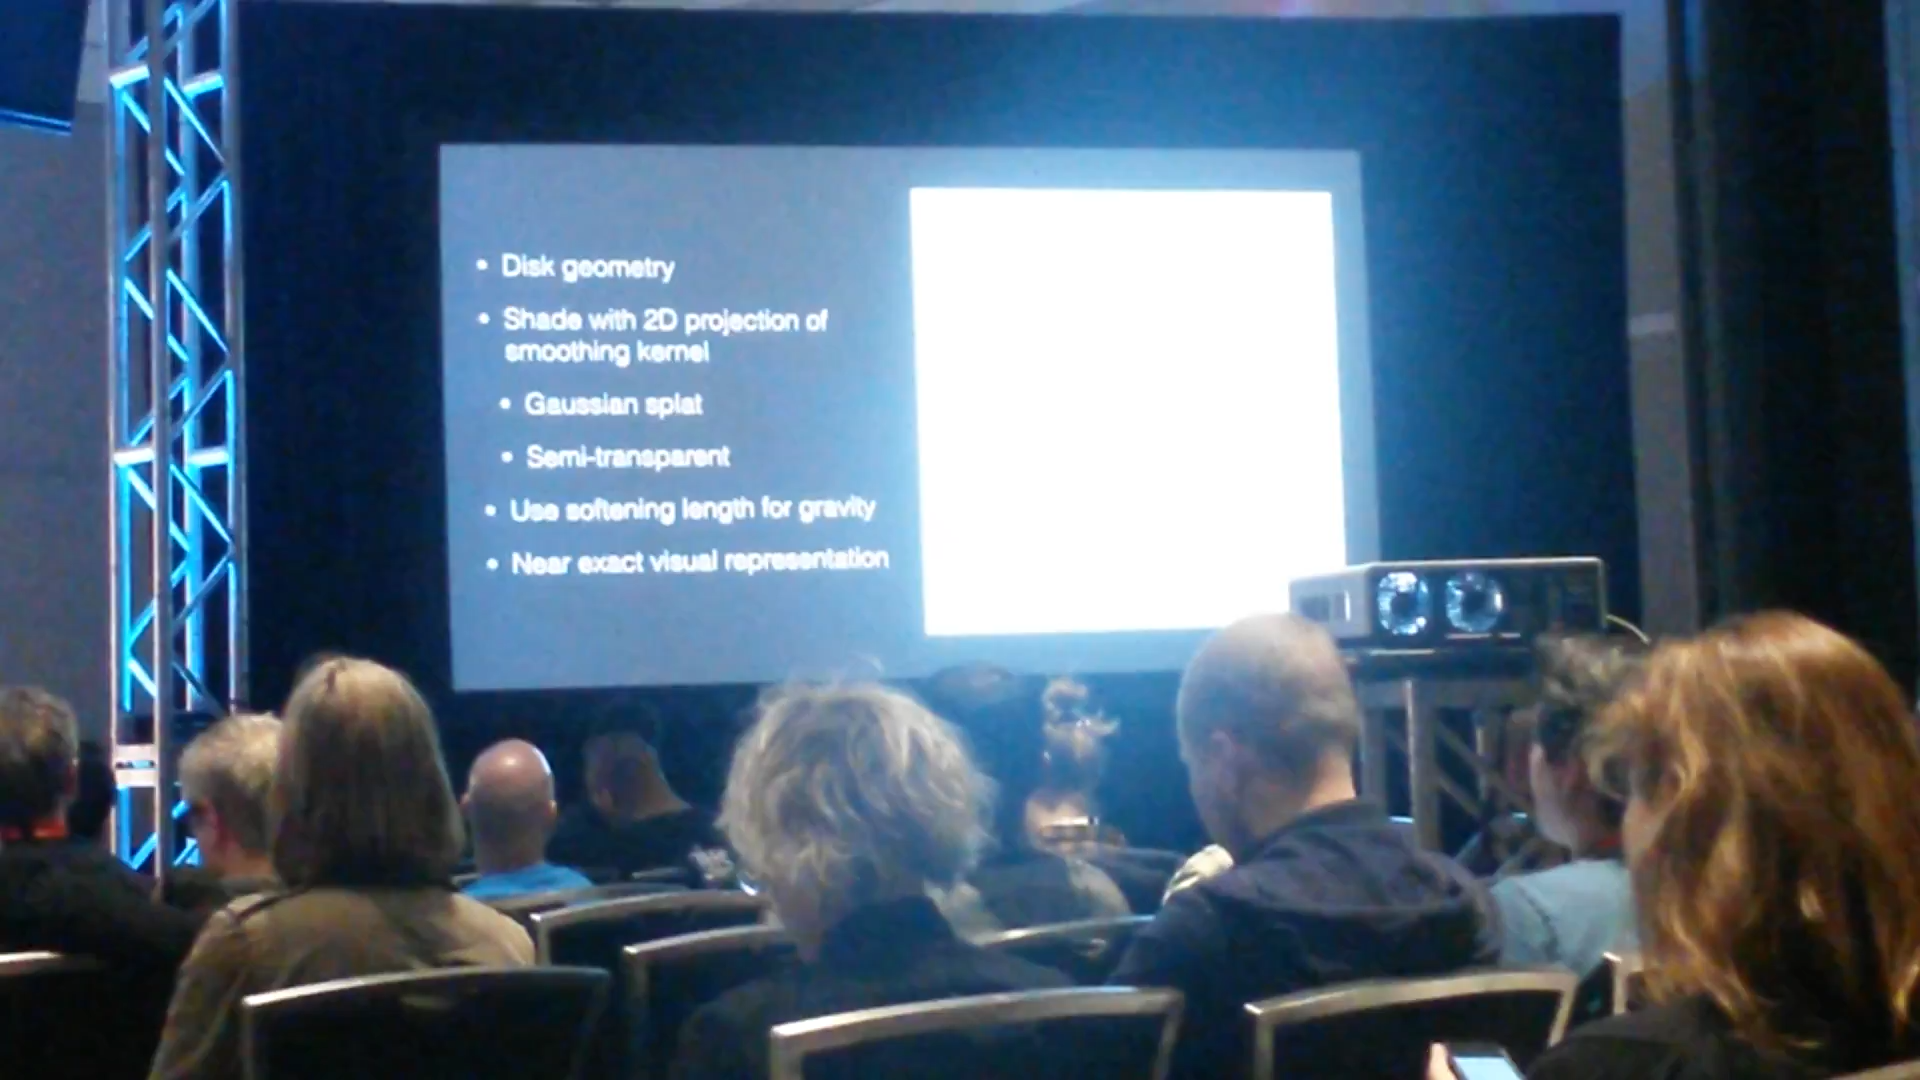 • Disk geometry
• Shade with 2D projection of
smoothing kernel
• Gaussian splat
• Semi-transparent
• Use softening length for gravity
• Near exact visual representation